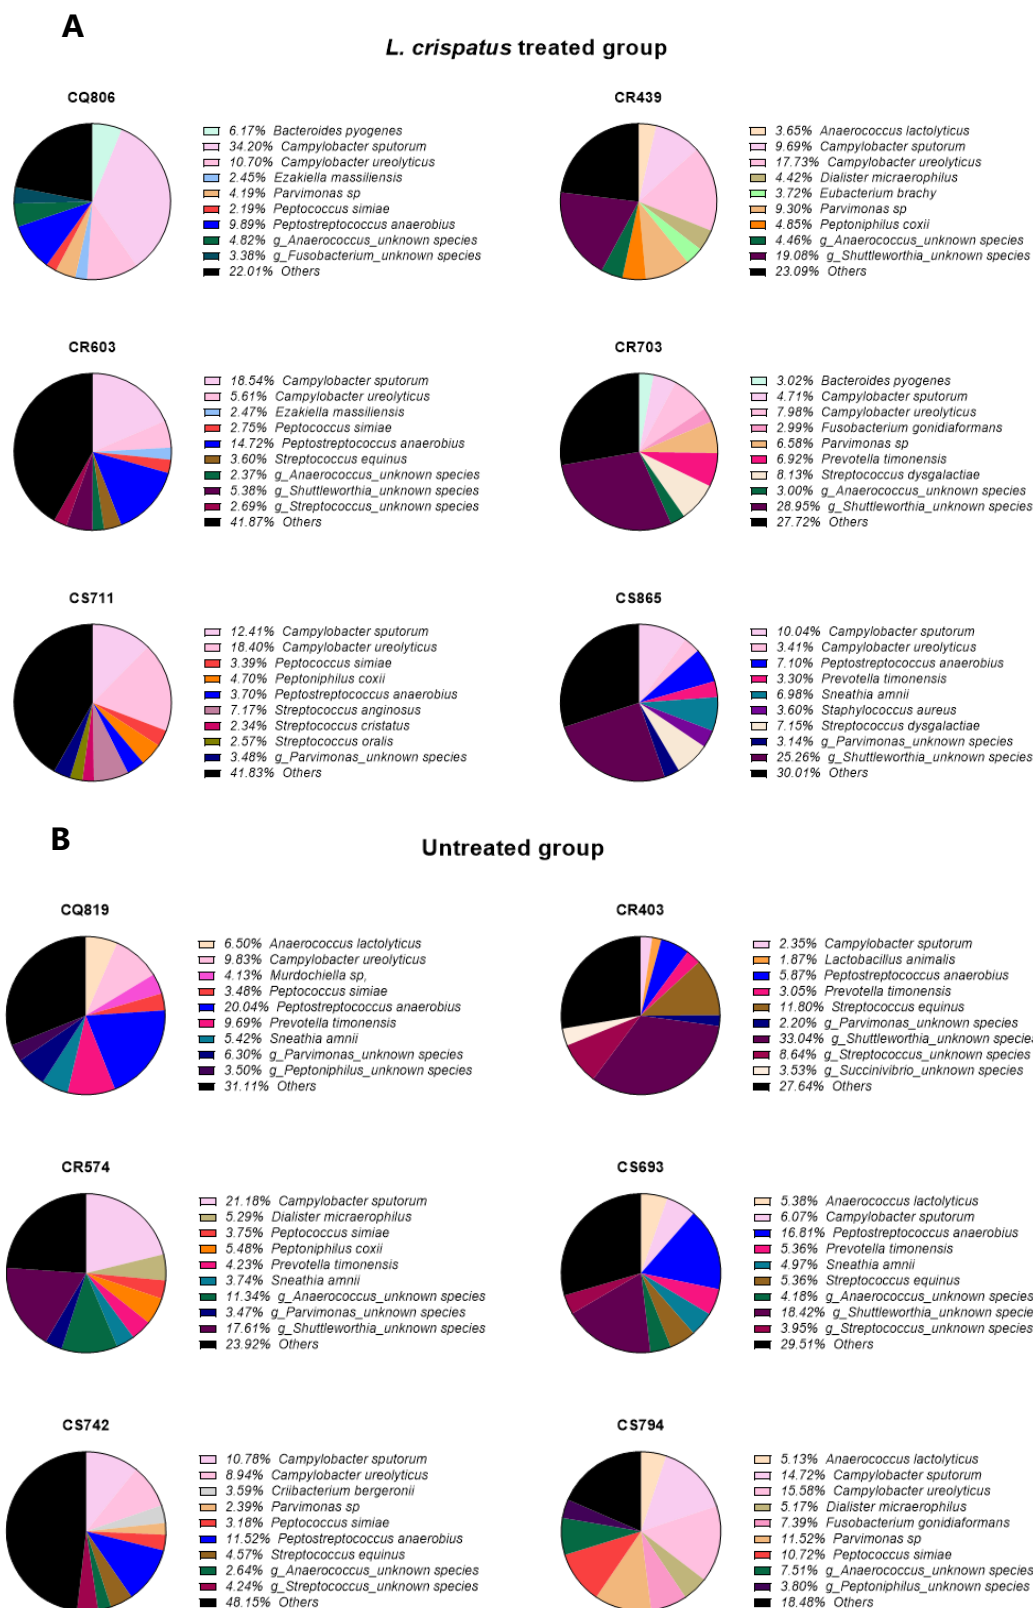 A
L. crispatus treated group
CQ806
6.17% Bacteroides pyogenes
34.20% Campylobacter sputorum
10.70% Campylobacter ureolyticus
2.45% Ezakiella massiliensis
4.19% Parvimonas sp
2.19% Peptococcus simiae
9.89% Peptostreptococcus anaerobius
4.82% g_Anaerococcus_unknown species
3.38% g_Fusobacterium_unknown species
22.01% Others
CR439
3.65% Anaerococcus lactolyticus
9.69% Campylobacter sputorum
17.73% Campylobacter ureolyticus
4.42% Dialister micraerophilus
3.72% Eubacterium brachy
9.30% Parvimonas sp
4.85% Peptoniphilus coxii
4.46% g_Anaerococcus_unknown species
19.08% g_Shuttleworthia_unknown species
23.09% Others
CR603
18.54% Campylobacter sputorum
5.61% Campylobacter ureolyticus
2.47% Ezakiella massiliensis
2.75% Peptococcus simiae
14.72% Peptostreptococcus anaerobius
3.60% Streptococcus equinus
2.37% g_Anaerococcus_unknown species
5.38% g_Shuttleworthia_unknown species
2.69% g_Streptococcus_unknown species
41.87% Others
CR703
3.02% Bacteroides pyogenes
4.71% Campylobacter sputorum
7.98% Campylobacter ureolyticus
2.99% Fusobacterium gonidiaformans
6.58% Parvimonas sp
6.92% Prevotella timonensis
8.13% Streptococcus dysgalactiae
3.00% g_Anaerococcus_unknown species
28.95% g_Shuttleworthia_unknown species
27.72% Others
CS711
12.41% Campylobacter sputorum
18.40% Campylobacter ureolyticus
3.39% Peptococcus simiae
4.70% Peptoniphilus coxii
3.70% Peptostreptococcus anaerobius
7.17% Streptococcus anginosus
2.34% Streptococcus cristatus
2.57% Streptococcus oralis
3.48% g_Parvimonas_unknown species
41.83% Others
CS865
10.04% Campylobacter sputorum
3.41% Campylobacter ureolyticus
7.10% Peptostreptococcus anaerobius
3.30% Prevotella timonensis
6.98% Sneathia amnii
3.60% Staphylococcus aureus
7.15% Streptococcus dysgalactiae
3.14% g_Parvimonas_unknown species
25.26% g_Shuttleworthia_unknown species
30.01% Others
B
Untreated group
CQ819
6.50% Anaerococcus lactolyticus
9.83% Campylobacter ureolyticus
4.13% Murdochiella sp,
3.48% Peptococcus simiae
20.04% Peptostreptococcus anaerobius
9.69% Prevotella timonensis
5.42% Sneathia amnii
6.30% g_Parvimonas_unknown species
3.50% g_Peptoniphilus_unknown species
31.11% Others
CR403
2.35% Campylobacter sputorum
1.87% Lactobacillus animalis
5.87% Peptostreptococcus anaerobius
3.05% Prevotella timonensis
11.80% Streptococcus equinus
2.20% g_Parvimonas_unknown species
33.04% g_Shuttleworthia_unknown species
8.64% g_Streptococcus_unknown species
3.53% g_Succinivibrio_unknown species
27.64% Others
CR574
21.18% Campylobacter sputorum
5.29% Dialister micraerophilus
3.75% Peptococcus simiae
5.48% Peptoniphilus coxii
4.23% Prevotella timonensis
3.74% Sneathia amnii
11.34% g_Anaerococcus_unknown species
3.47% g_Parvimonas_unknown species
17.61% g_Shuttleworthia_unknown species
23.92% Others
CS693
5.38% Anaerococcus lactolyticus
6.07% Campylobacter sputorum
16.81% Peptostreptococcus anaerobius
5.36% Prevotella timonensis
4.97% Sneathia amnii
5.36% Streptococcus equinus
4.18% g_Anaerococcus_unknown species
18.42% g_Shuttleworthia_unknown species
3.95% g_Streptococcus_unknown species
29.51% Others
CS742
10.78% Campylobacter sputorum
8.94% Campylobacter ureolyticus
3.59% Criibacterium bergeronii
2.39% Parvimonas sp
3.18% Peptococcus simiae
11.52% Peptostreptococcus anaerobius
4.57% Streptococcus equinus
2.64% g_Anaerococcus_unknown species
4.24% g_Streptococcus_unknown species
48.15% Others
CS794
5.13% Anaerococcus lactolyticus
14.72% Campylobacter sputorum
15.58% Campylobacter ureolyticus
5.17% Dialister micraerophilus
7.39% Fusobacterium gonidiaformans
11.52% Parvimonas sp
10.72% Peptococcus simiae
7.51% g_Anaerococcus_unknown species
3.80% g_Peptoniphilus_unknown species
18.48% Others